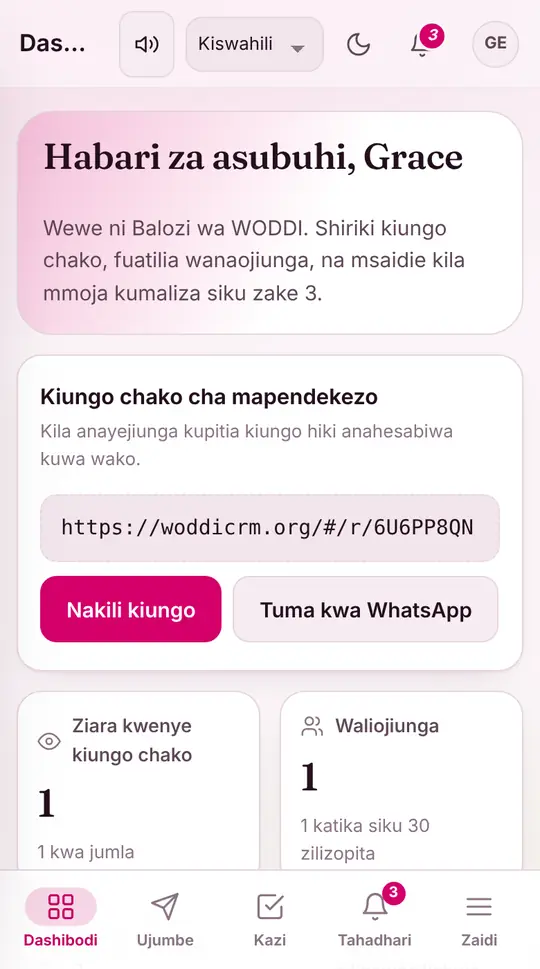 Das...
Kiswahili
3
GE
Habari za asubuhi, Grace
Wewe ni Balozi wa WODDI. Shiriki kiungo
chako, fuatilia wanaojiunga, na msaidie kila
mmoja kumaliza siku zake 3.
Kiungo chako cha mapendekezo
Kila anayejiunga kupitia kiungo hiki anahesabiwa
kuwa wako.
https://woddicrm.org/#/r/6U6PP8QN
Nakili kiungo
Tuma kwa WhatsApp
Ziara kwenye
kiungo chako
1
1 kwa jumla
Waliojiunga
1
1 katika siku 30
zilizopita
Dashibodi
Ujumbe
Kazi
3
Tahadhari
Zaidi